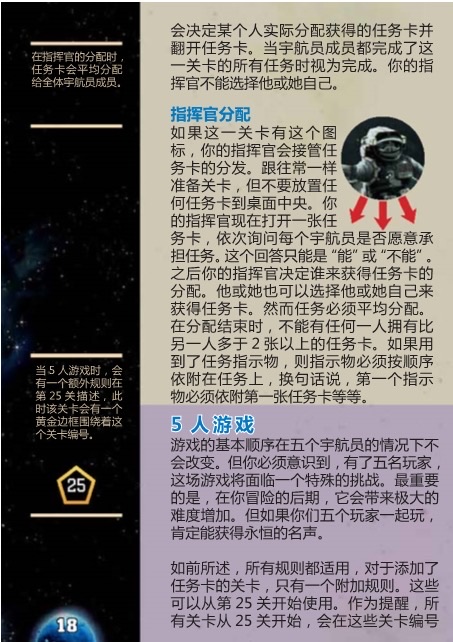 在指挥官的分配时，
任务卡会平均分配
给全体宇航员成员。
当 5 人游戏时，会
有一个额外规则在
第 25 关描述，此
时该关卡会有一个
黄金边框围绕着这
个关卡编号。
25
18
会决定某个人实际分配获得的任务卡并
翻开任务卡。当宇航员成员都完成了这
一关卡的所有任务时视为完成。你的指
挥官不能选择他或她自己。
指挥官分配
如果这一关卡有这个图
标，你的指挥官会接管任
务卡的分发。跟往常一样
准备关卡，但不要放置任
何任务卡到桌面中央。你
的指挥官现在打开一张任
务卡，依次询问每个宇航员是否愿意承
担任务。这个回答只能是“能”或“不能”。
之后你的指挥官决定谁来获得任务卡的
分配。他或她也可以选择他或她自己来
获得任务卡。然而任务必须平均分配。
在分配结束时，不能有任何一人拥有比
另一人多于 2 张以上的任务卡。如果用
到了任务指示物，则指示物必须按顺序
依附在任务上，换句话说，第一个指示
物必须依附第一张任务卡等等。
5 人游戏
游戏的基本顺序在五个宇航员的情况下不
会改变。但你必须意识到，有了五名玩家，
这场游戏将面临一个特殊的挑战。最重要
的是，在你冒险的后期，它会带来极大的
难度增加。但如果你们五个玩家一起玩，
肯定能获得永恒的名声。
如前所述，所有规则都适用，对于添加了
任务卡的关卡，只有一个附加规则。这些
可以从第 25 关开始使用。作为提醒，所
有关卡从 25 关开始，会在这些关卡编号